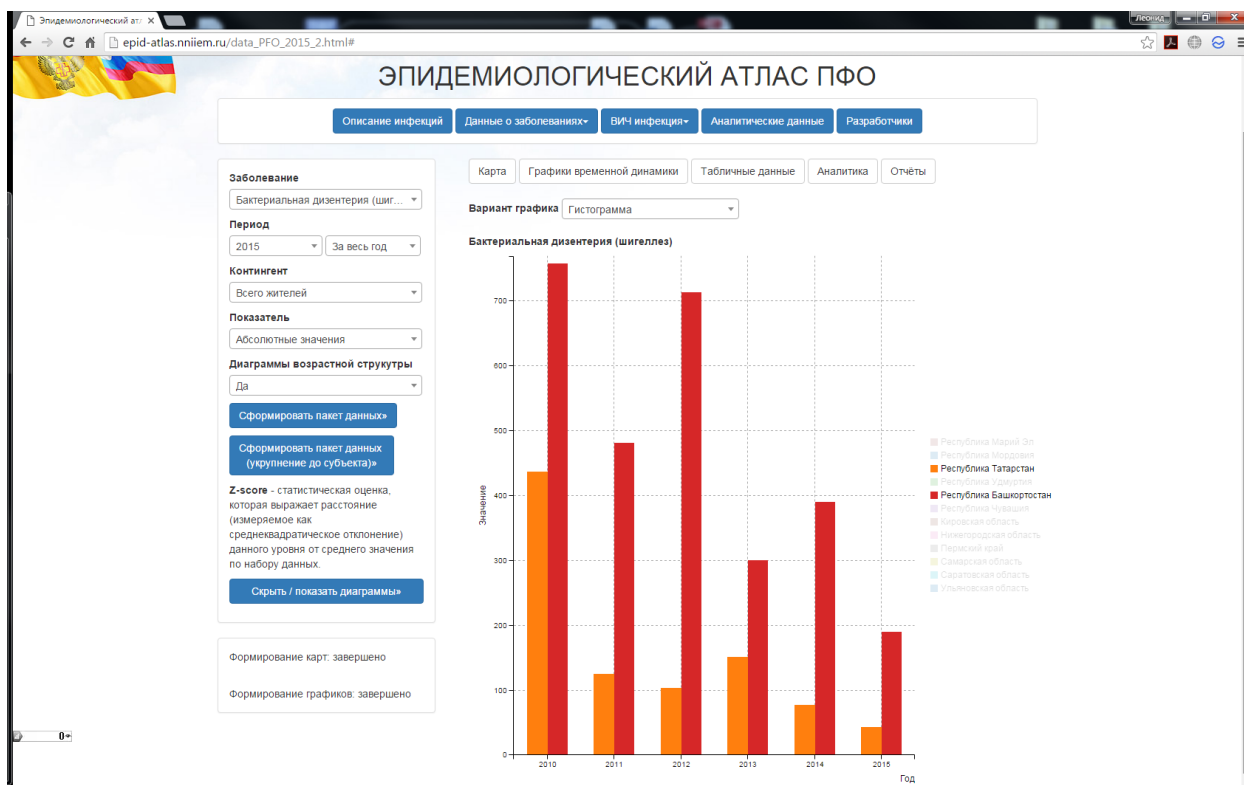 Эпидемиологический ат
Леонид
epid-atlas.nniiem.ru/data_PFO_2015_2.html#
ЭПИДЕМИОЛОГИЧЕСКИЙ АТЛАС ПФО
Описание инфекций
Данные о заболеваниях
ВИЧ инфекция
Аналитические данные
Разработчики
Заболевание
Бактериальная дизентерия (шиг...
Период
2015
За весь год
Контингент
Всего жителей
Показатель
Абсолютные значения
Диаграммы возрастной струкутры
Да
Сформировать пакет данных»
Сформировать пакет данных
(укрупнение до субъекта)»
Z-score - статистическая оценка,
которая выражает расстояние
(измеряемое как
среднеквадратическое отклонение)
данного уровня от среднего значения
по набору данных.
Скрыть / показать диаграммы»
Формирование карт: завершено
Формирование графиков: завершено
0
Карта
Графики временной динамики
Табличные данные
Аналитика
Отчёты
Вариант графика
Гистограмма
Бактериальная дизентерия (шигеллез)
Значение
700
600
500
400
300
200
100
0
2010
2011
2012
2013
2014
2015
Год
Республика Марий Эл
Республика Мордовия
Республика Татарстан
Республика Удмуртия
Республика Башкортостан
Республика Чувашия
Кировская область
Нижегородская область
Пермский край
Самарская область
Саратовская область
Ульяновская область